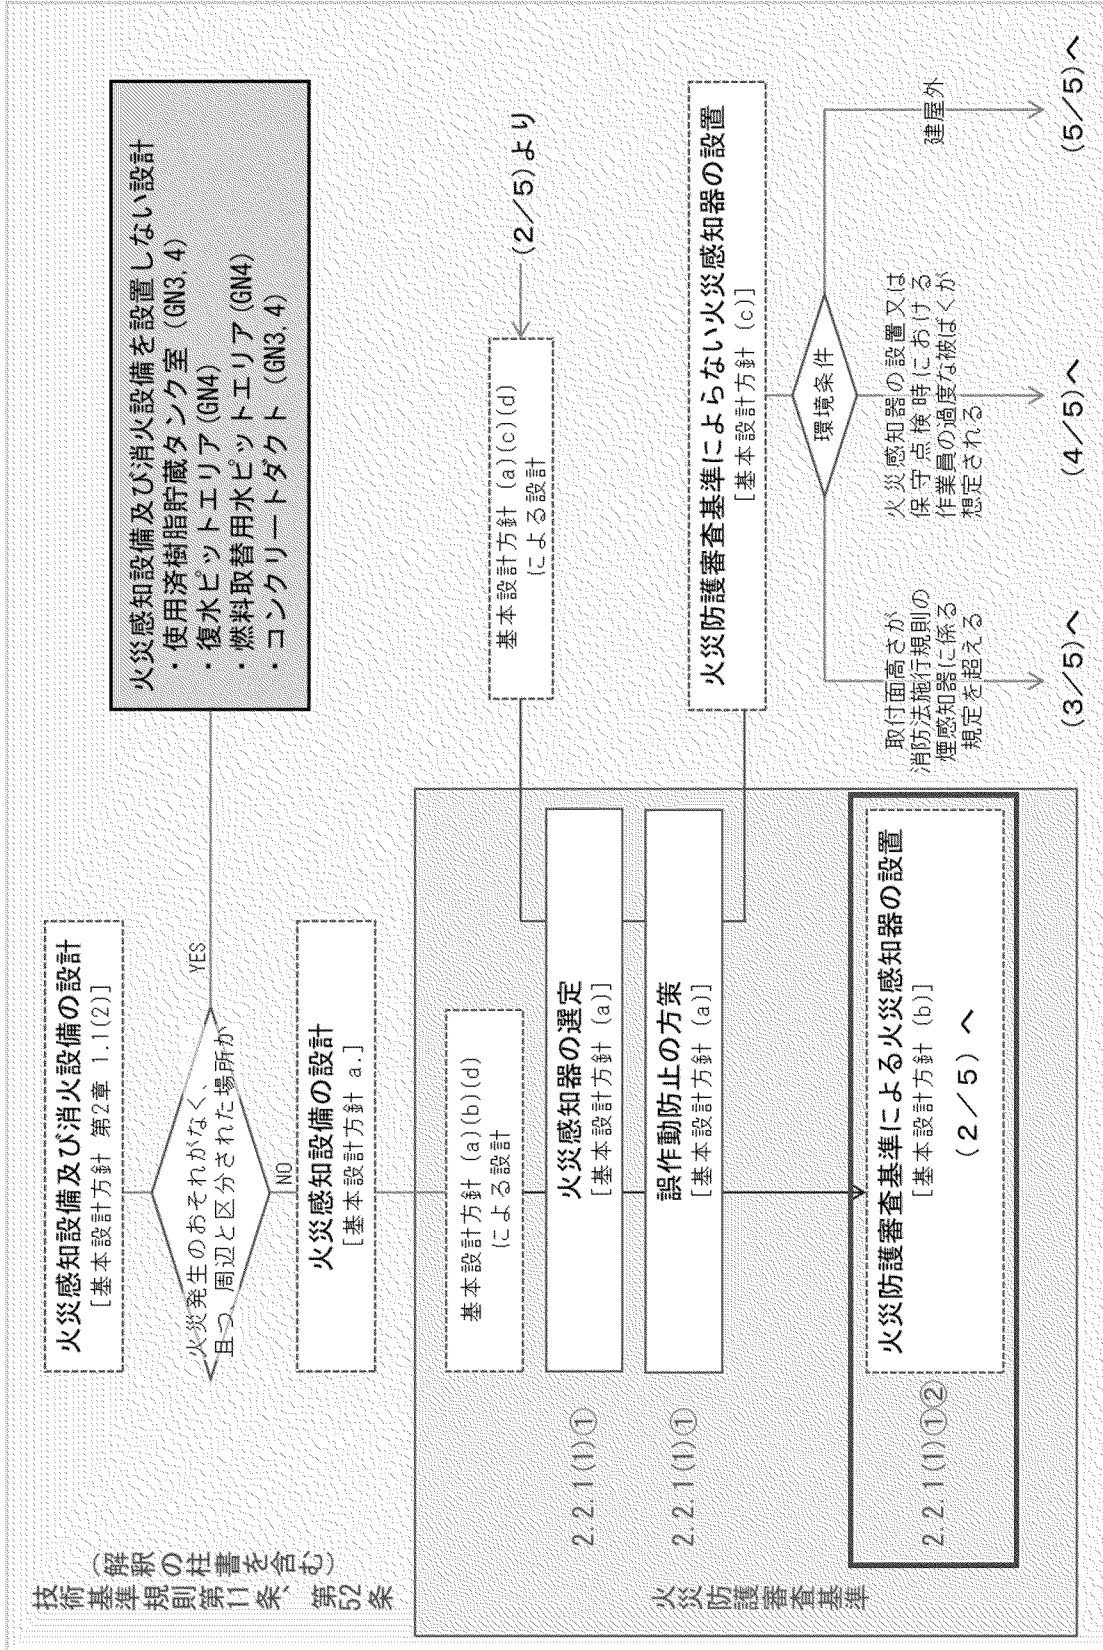 技術基準規則第11条、第52条
（解釈の柱書を含む）
火災感知設備及び消火設備の設計
[基本設計方針 第2章 1.1(2)]
火災発生のおそれがなく、
且つ、周辺と区分された場所か
YES
NO
火災感知設備及び消火設備を設置しない設計
・使用済樹脂貯蔵タンク室（GN3,4）
・復水ピットエリア(GN4)
・燃料取替用水ピットエリア(GN4)
・コンクリートダクト（GN3,4）
火災感知設備の設計
[基本設計方針 a.]
火災防護審査基準
基本設計方針 (a)(b)(d)
による設計
基本設計方針 (a)(c)(d)
による設計
(2/5)より
2.2.1(1)①
火災感知器の選定
[基本設計方針 (a)]
2.2.1(1)①
誤作動防止の方策
[基本設計方針 (a)]
火災防護審査基準によらない火災感知器の設置
[基本設計方針 (c)]
環境条件
取付面高さが
消防法施行規則の
煙感知器に係る
規定を超える
火災感知器の設置又は
保守点検時における
作業員の過度な被ばくが
想定される
建屋外
(3/5)へ
(4/5)へ
(5/5)へ
2.2.1(1)①②
火災防護審査基準による火災感知器の設置
[基本設計方針 (b)]
(2/5) へ